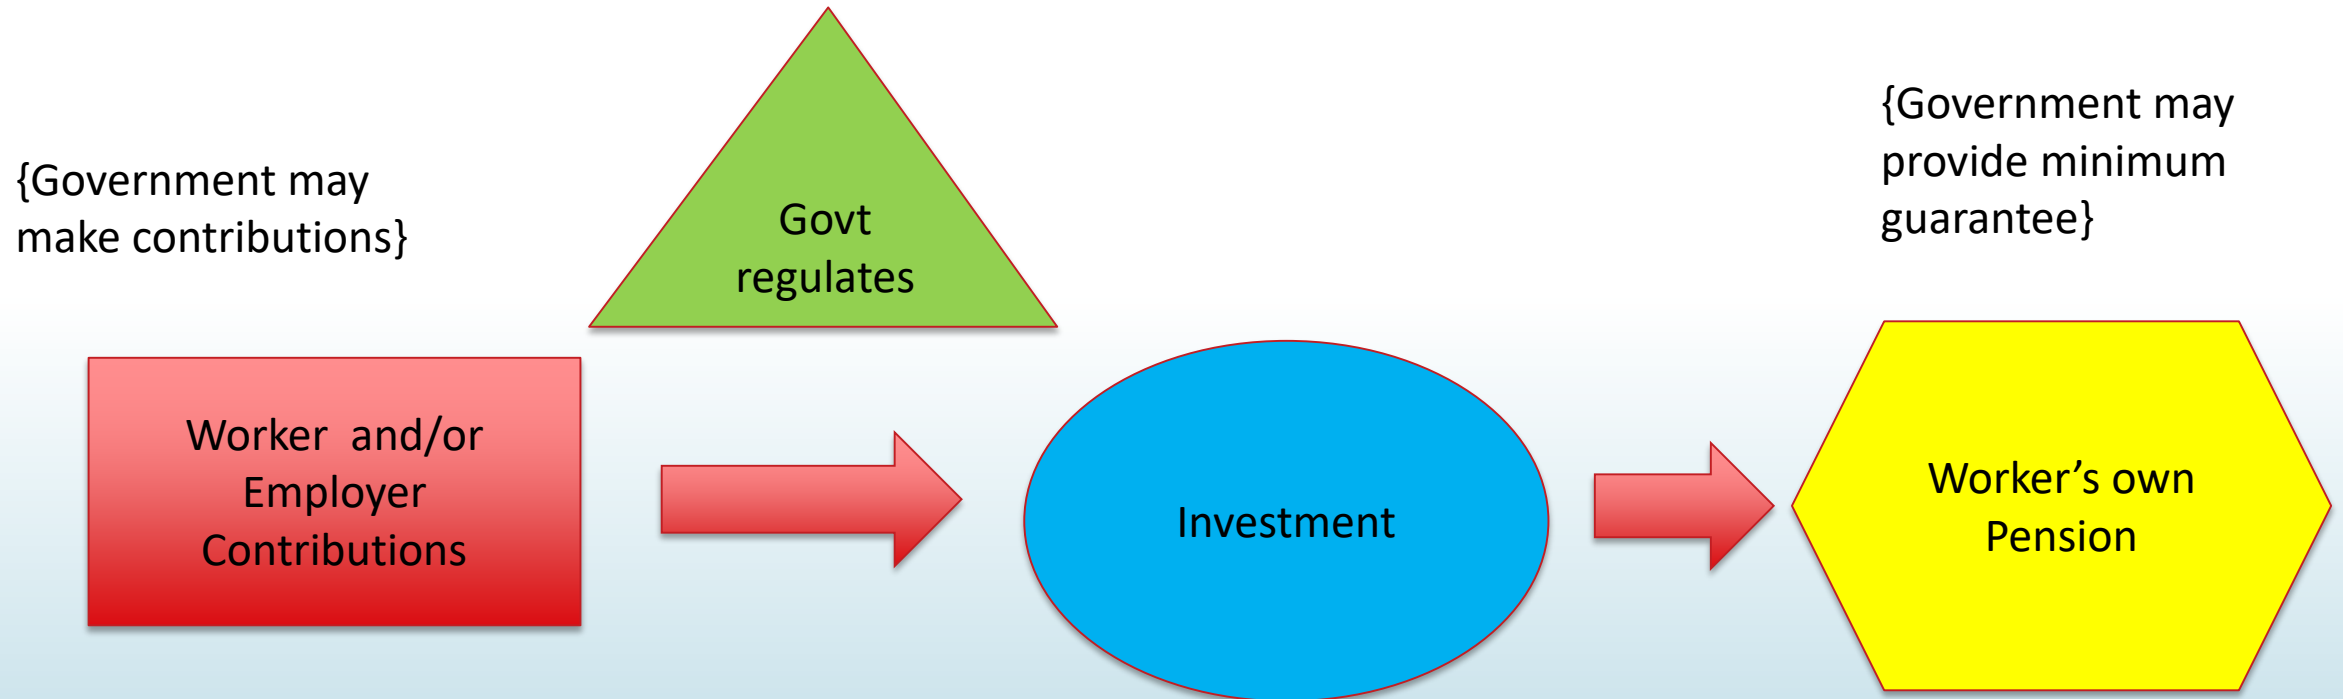 {Government may
make contributions}
Govt
regulates
{Government may
provide minimum
guarantee}
Worker  and/or
Employer
Contributions
Investment
Worker’s own
Pension